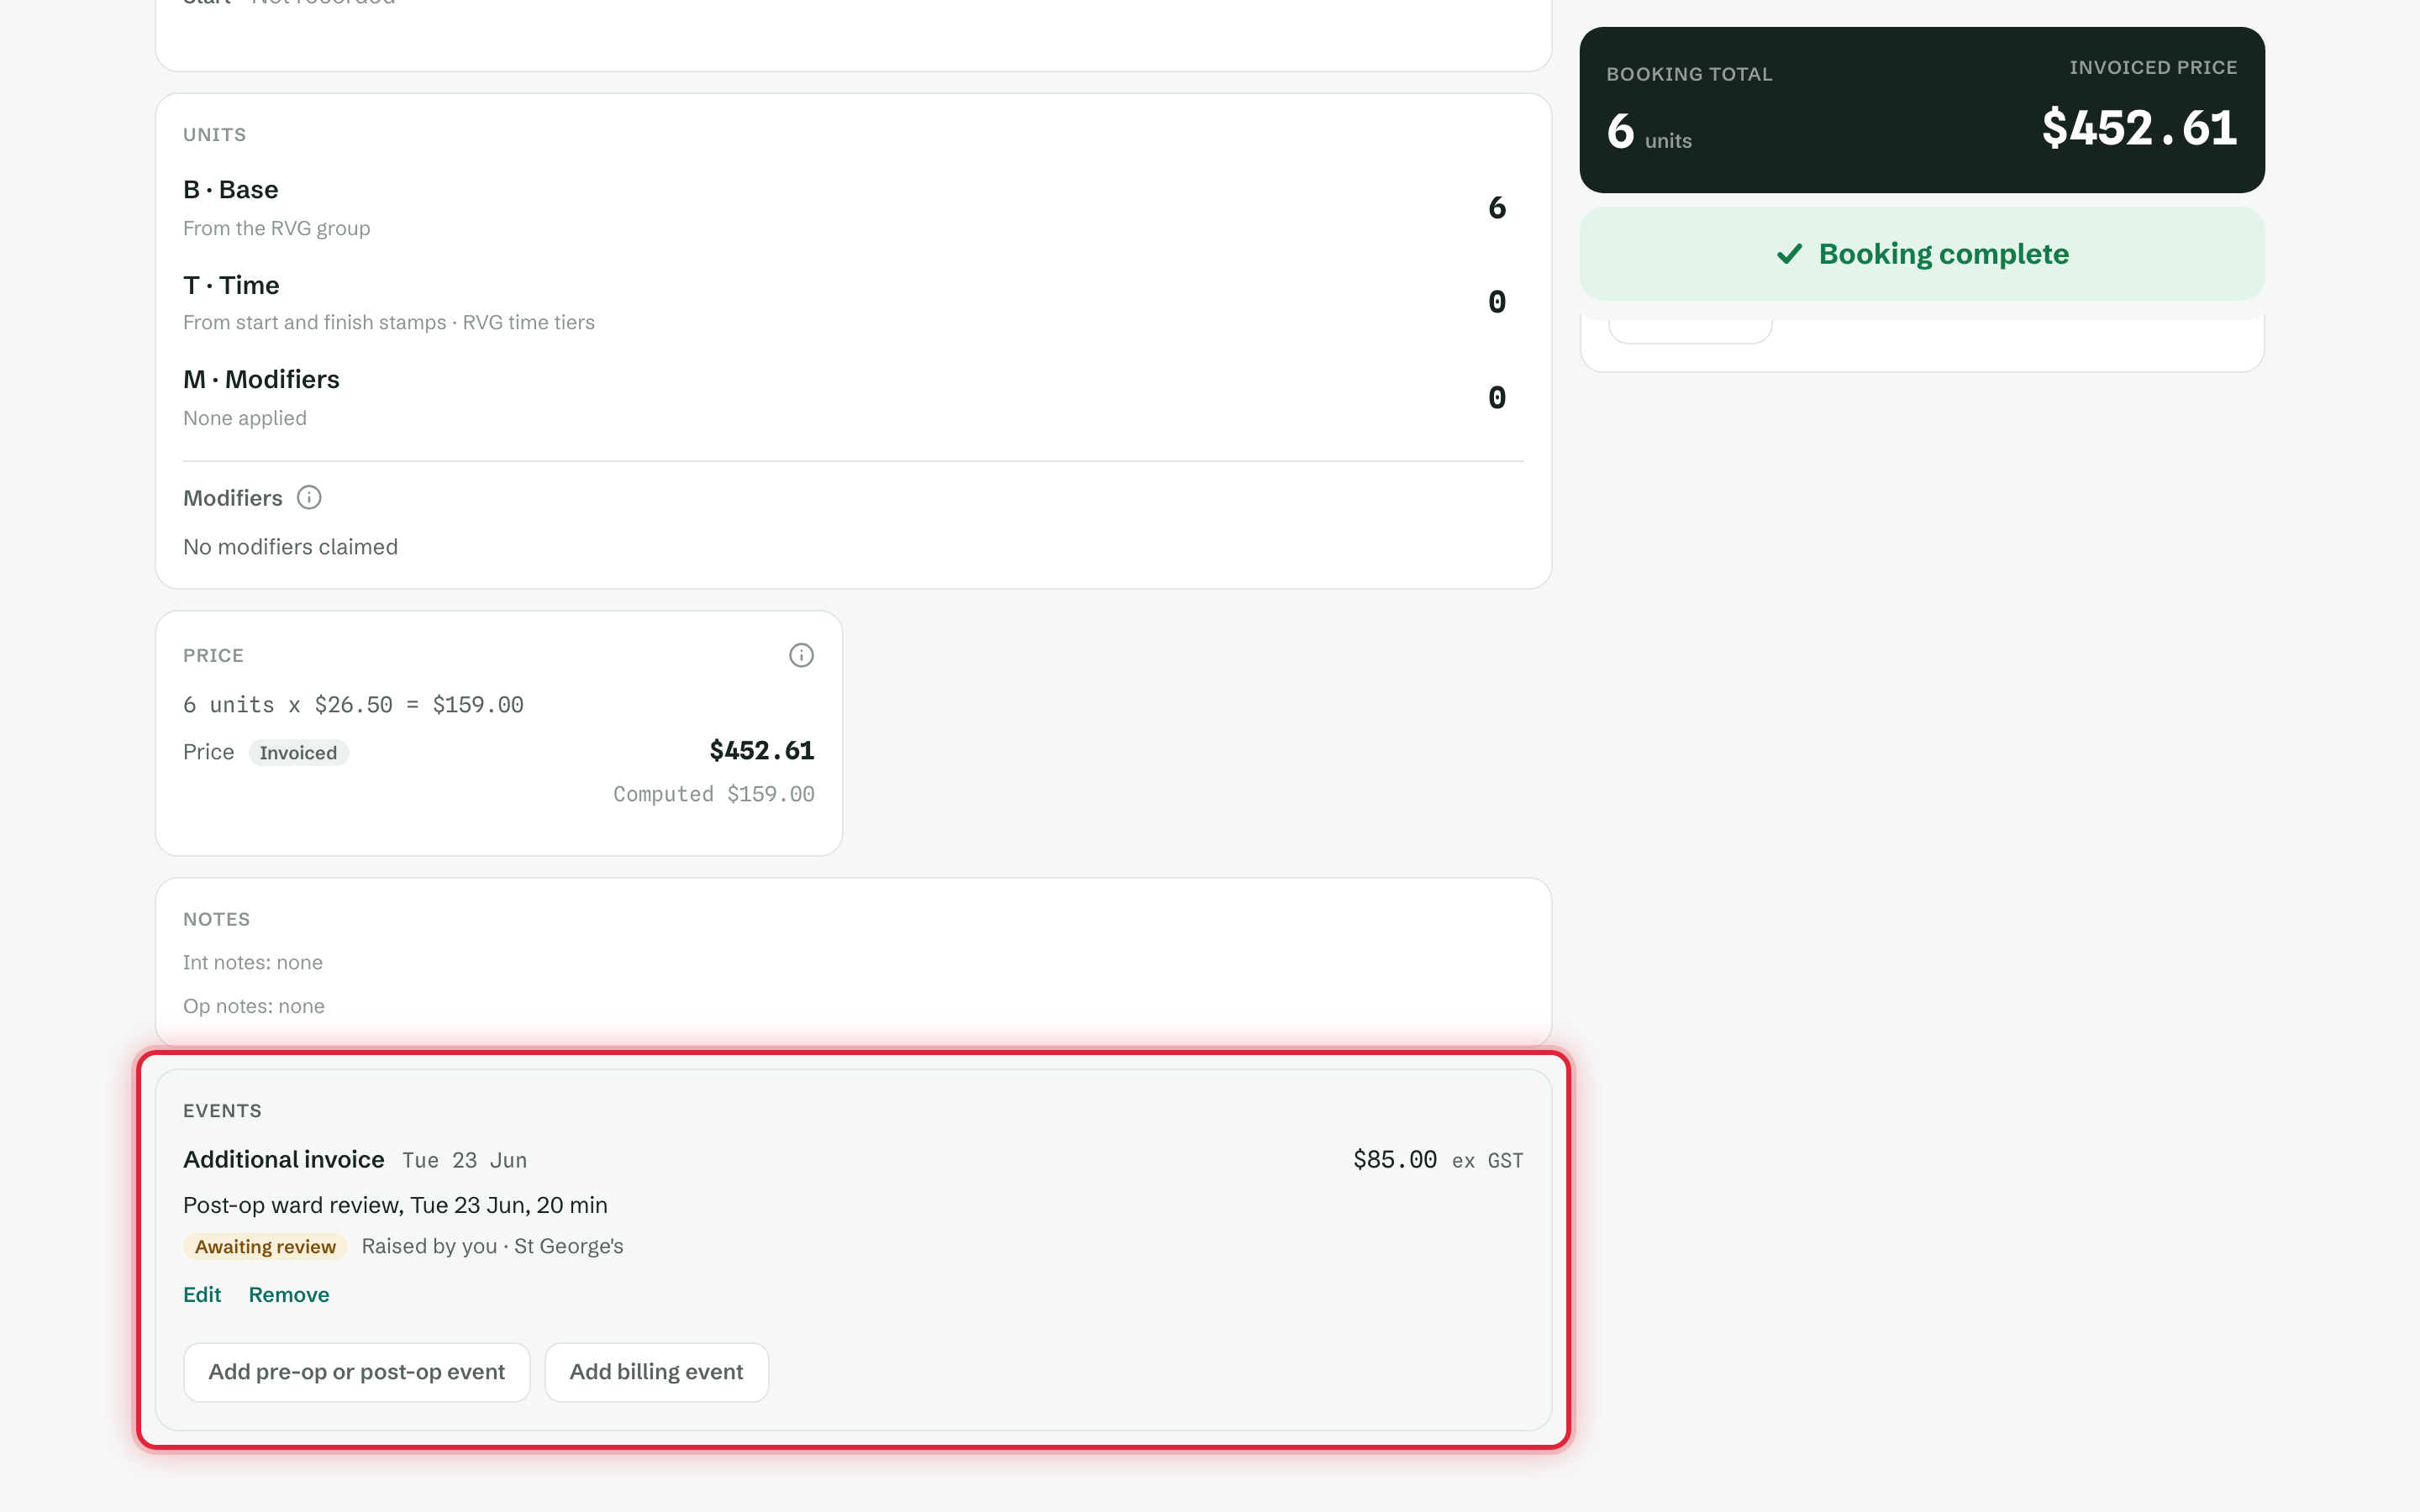 UNITS
B · Base
From the RVG group
6
T · Time
From start and finish stamps · RVG time tiers
0
M · Modifiers
None applied
0
Modifiers
No modifiers claimed
PRICE
6 units x $26.50 = $159.00
Price Invoiced $452.61
Computed $159.00
NOTES
Int notes: none
Op notes: none
EVENTS
Additional invoice Tue 23 Jun $85.00 ex GST
Post-op ward review, Tue 23 Jun, 20 min
Awaiting review Raised by you · St George's
Edit Remove
Add pre-op or post-op event Add billing event
BOOKING TOTAL
6 units
INVOICED PRICE
$452.61
Booking complete